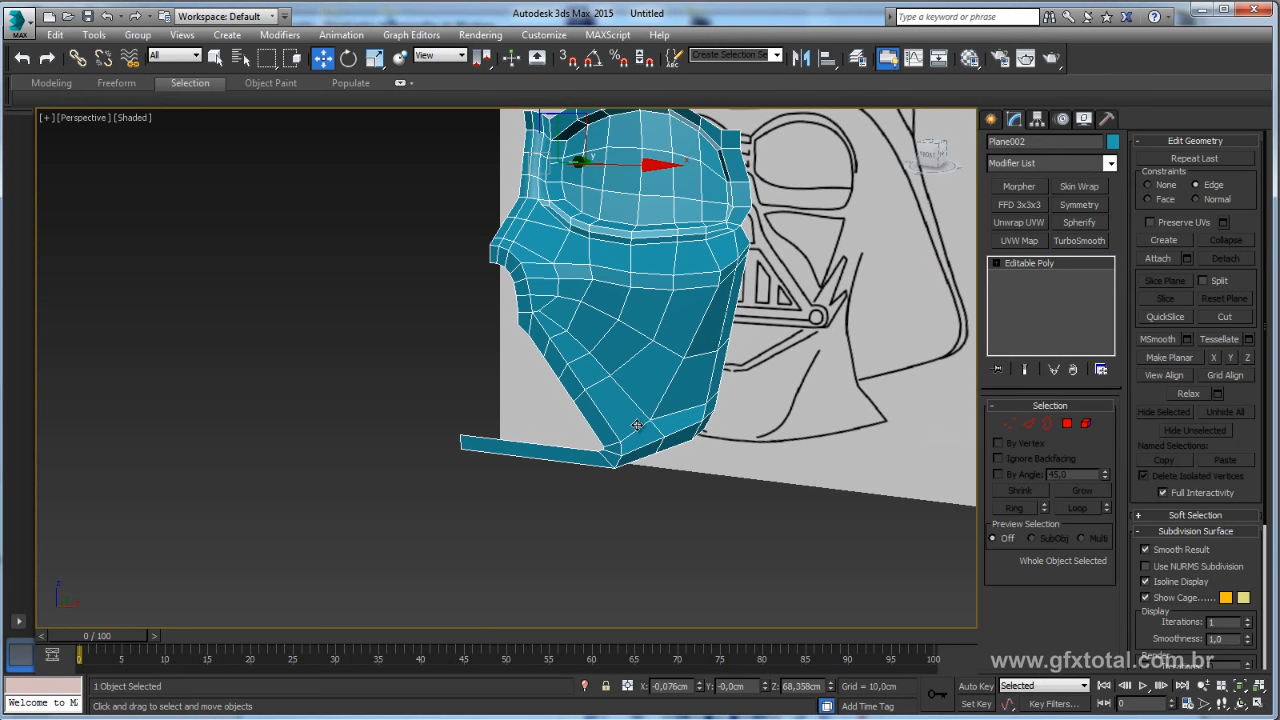 MAX
Workspace: Default
Autodesk 3ds Max 2015
Untitled
Type a keyword or phrase
Edit
Tools
Group
Views
Create
Modifiers
Animation
Graph Editors
Rendering
Customize
MAXScript
Help
All
View
Create Selection Se
Modeling
Freeform
Selection
Object Paint
Populate
[+] [Perspective] [Shaded]
FRONT
y
z
Plane002
Modifier List
Morpher
Skin Wrap
FFD 3x3x3
Symmetry
Unwrap UVW
Spherify
UVW Map
TurboSmooth
Editable Poly
Selection
By Vertex
Ignore Backfacing
By Angle:
45,0
Shrink
Grow
Ring
Loop
Preview Selection
Off
SubObj
Multi
Whole Object Selected
Edit Geometry
Repeat Last
Constraints
None
Edge
Face
Normal
Preserve UVs
Create
Collapse
Attach
Detach
Slice Plane
Split
Slice
Reset Plane
QuickSlice
Cut
MSmooth
Tessellate
Make Planar
X
Y
Z
View Align
Grid Align
Relax
Hide Selected
Unhide All
Hide Unselected
Named Selections:
Copy
Paste
Delete Isolated Vertices
Full Interactivity
Soft Selection
Subdivision Surface
Smooth Result
Use NURMS Subdivision
Isoline Display
Show Cage......
Display
Iterations:
1
Smoothness:
1,0
Render
www.gfxtotal.com.br
0 / 100
0
5
10
15
20
25
30
35
40
45
50
55
60
65
70
75
80
85
90
95
100
1 Object Selected
X: -0,076cm
Y: -0,0cm
Z: 68,358cm
Grid = 10,0cm
Auto Key
Selected
Welcome to M
Click and drag to select and move objects
Add Time Tag
Set Key
Key Filters...
0